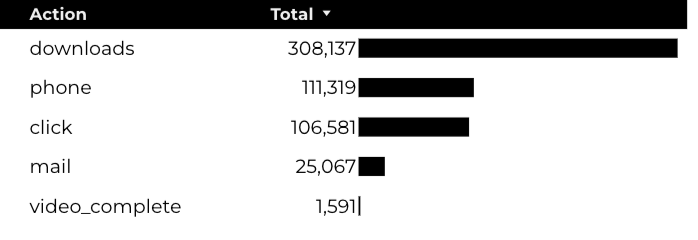 Action Total
downloads 308,137
phone 111,319
click 106,581
mail 25,067
video_complete 1,591